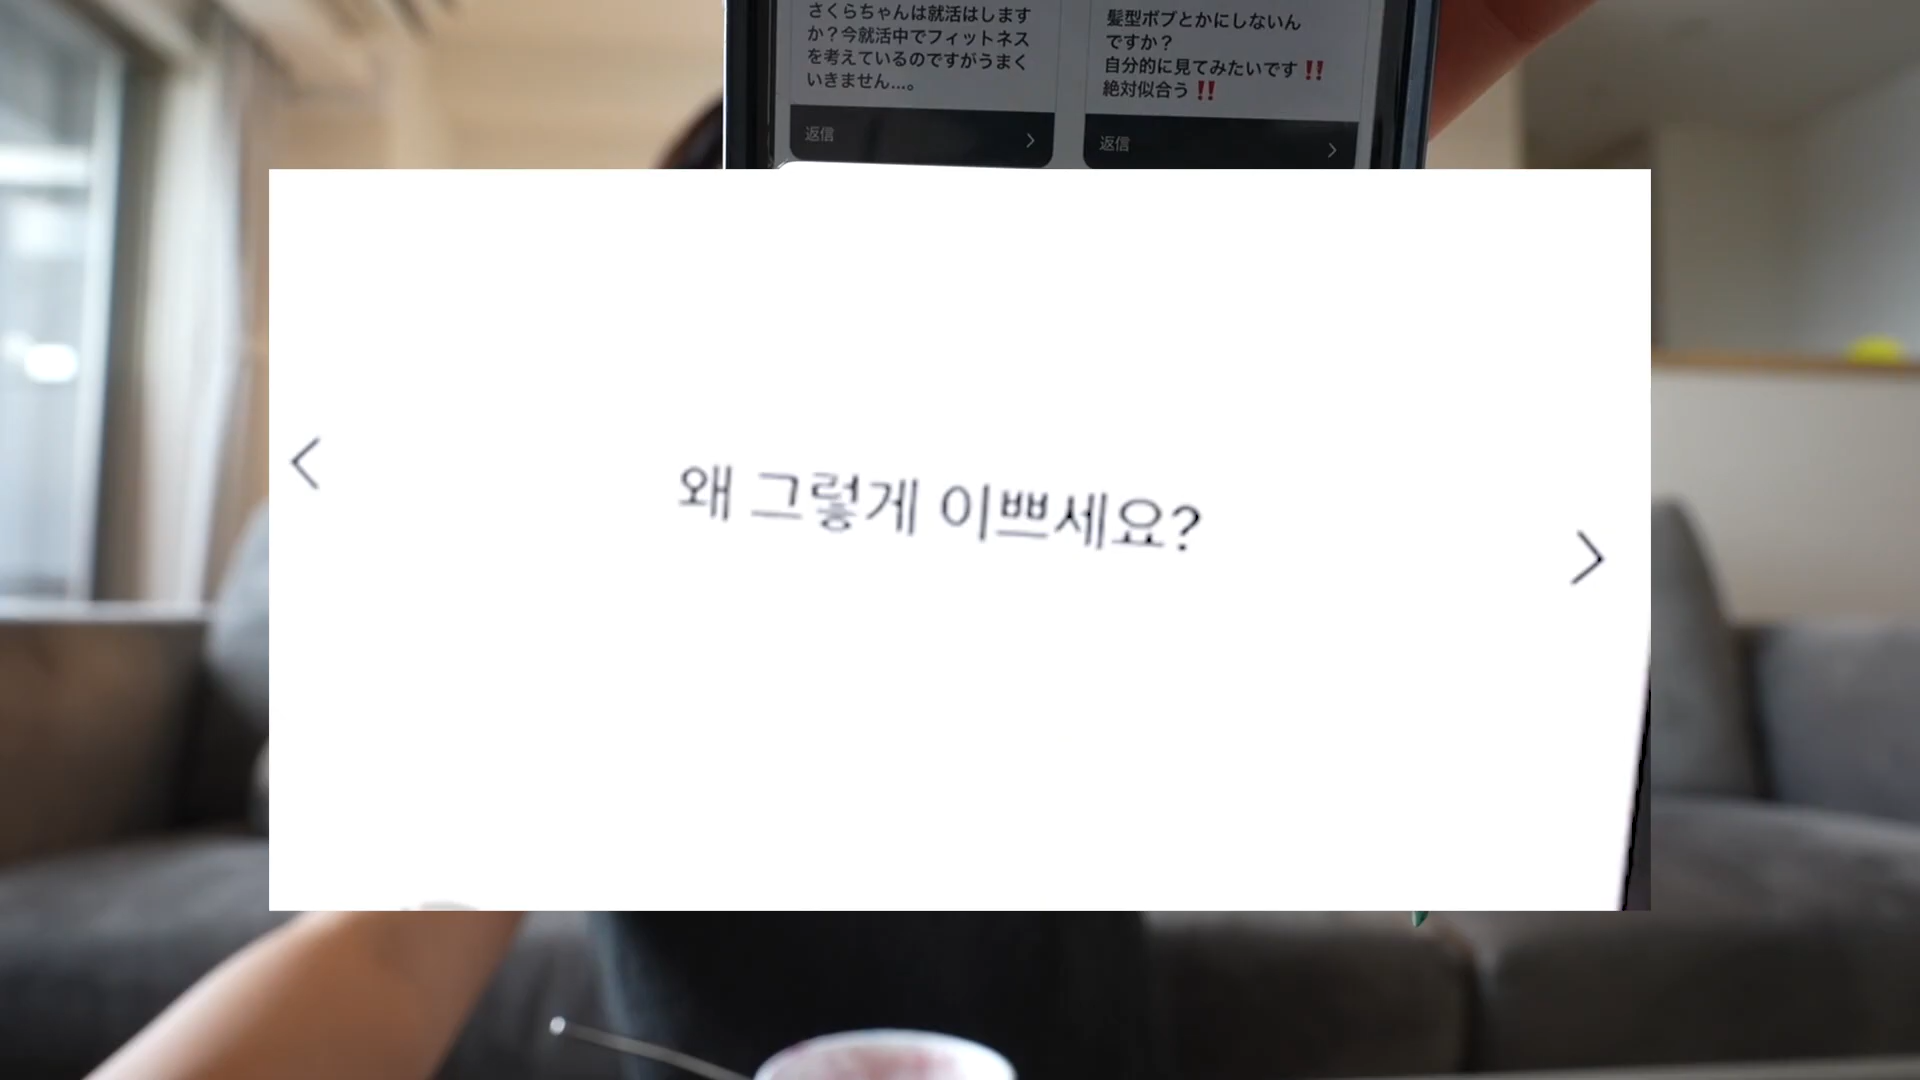 さくらちゃんは就活はします
か？今就活中でフィットネス
を考えているのですがうまく
いきません...。
返信
髪型ボブとかにしないん
ですか？
自分的に見てみたいです‼️
絶対似合う‼️
返信
왜 그렇게 이쁘세요?